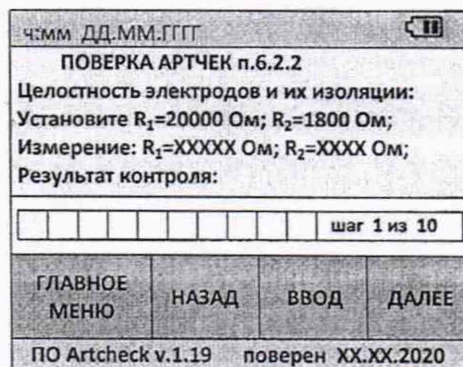 ч:мм ДД.ММ.ГГГГ
ПОВЕРКА АРТЧЕК п.6.2.2
Целостность электродов и их изоляции:
Установите R₁=20000 Ом; R₂=1800 Ом;
Измерение: R₁=XXXXX Ом; R₂=XXXX Ом;
Результат контроля:
шаг 1 из 10
ГЛАВНОЕ МЕНЮ НАЗАД ВВОД ДАЛЕЕ
ПО Artcheck v.1.19 поверен XX.XX.2020